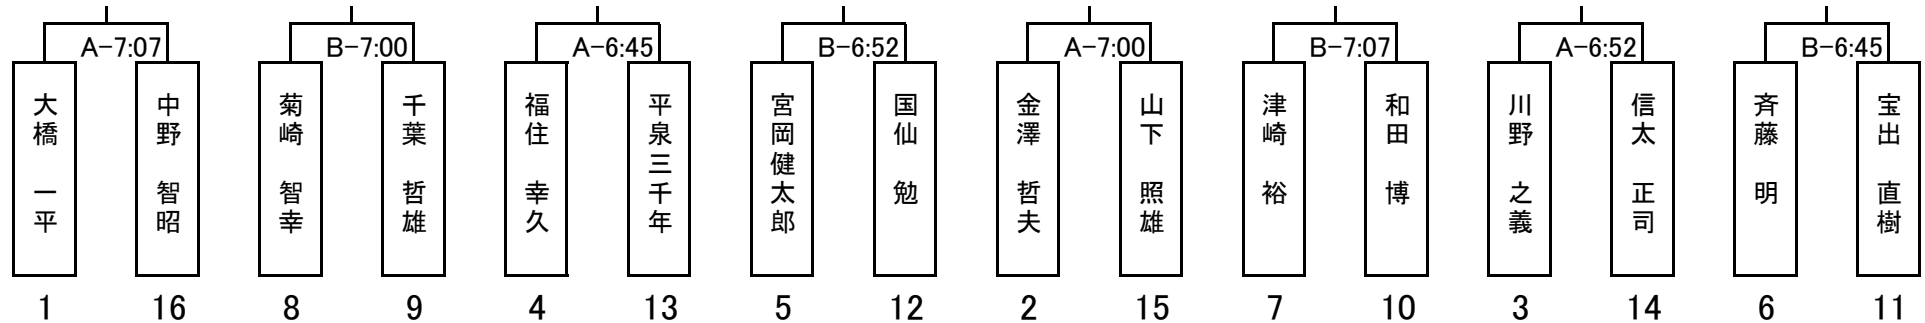 A-7:07
B-7:00
A-6:45
B-6:52
A-7:00
B-7:07
A-6:52
B-6:45
大橋 一平
中野 智昭
菊崎 智幸
千葉 哲雄
福住 幸久
平泉三千年
宮岡健太郎
国仙 勉
金澤 哲夫
山下 照雄
津崎 裕
和田 博
川野 之義
信太 正司
斉藤 明
宝出 直樹
1
16
8
9
4
13
5
12
2
15
7
10
3
14
6
11